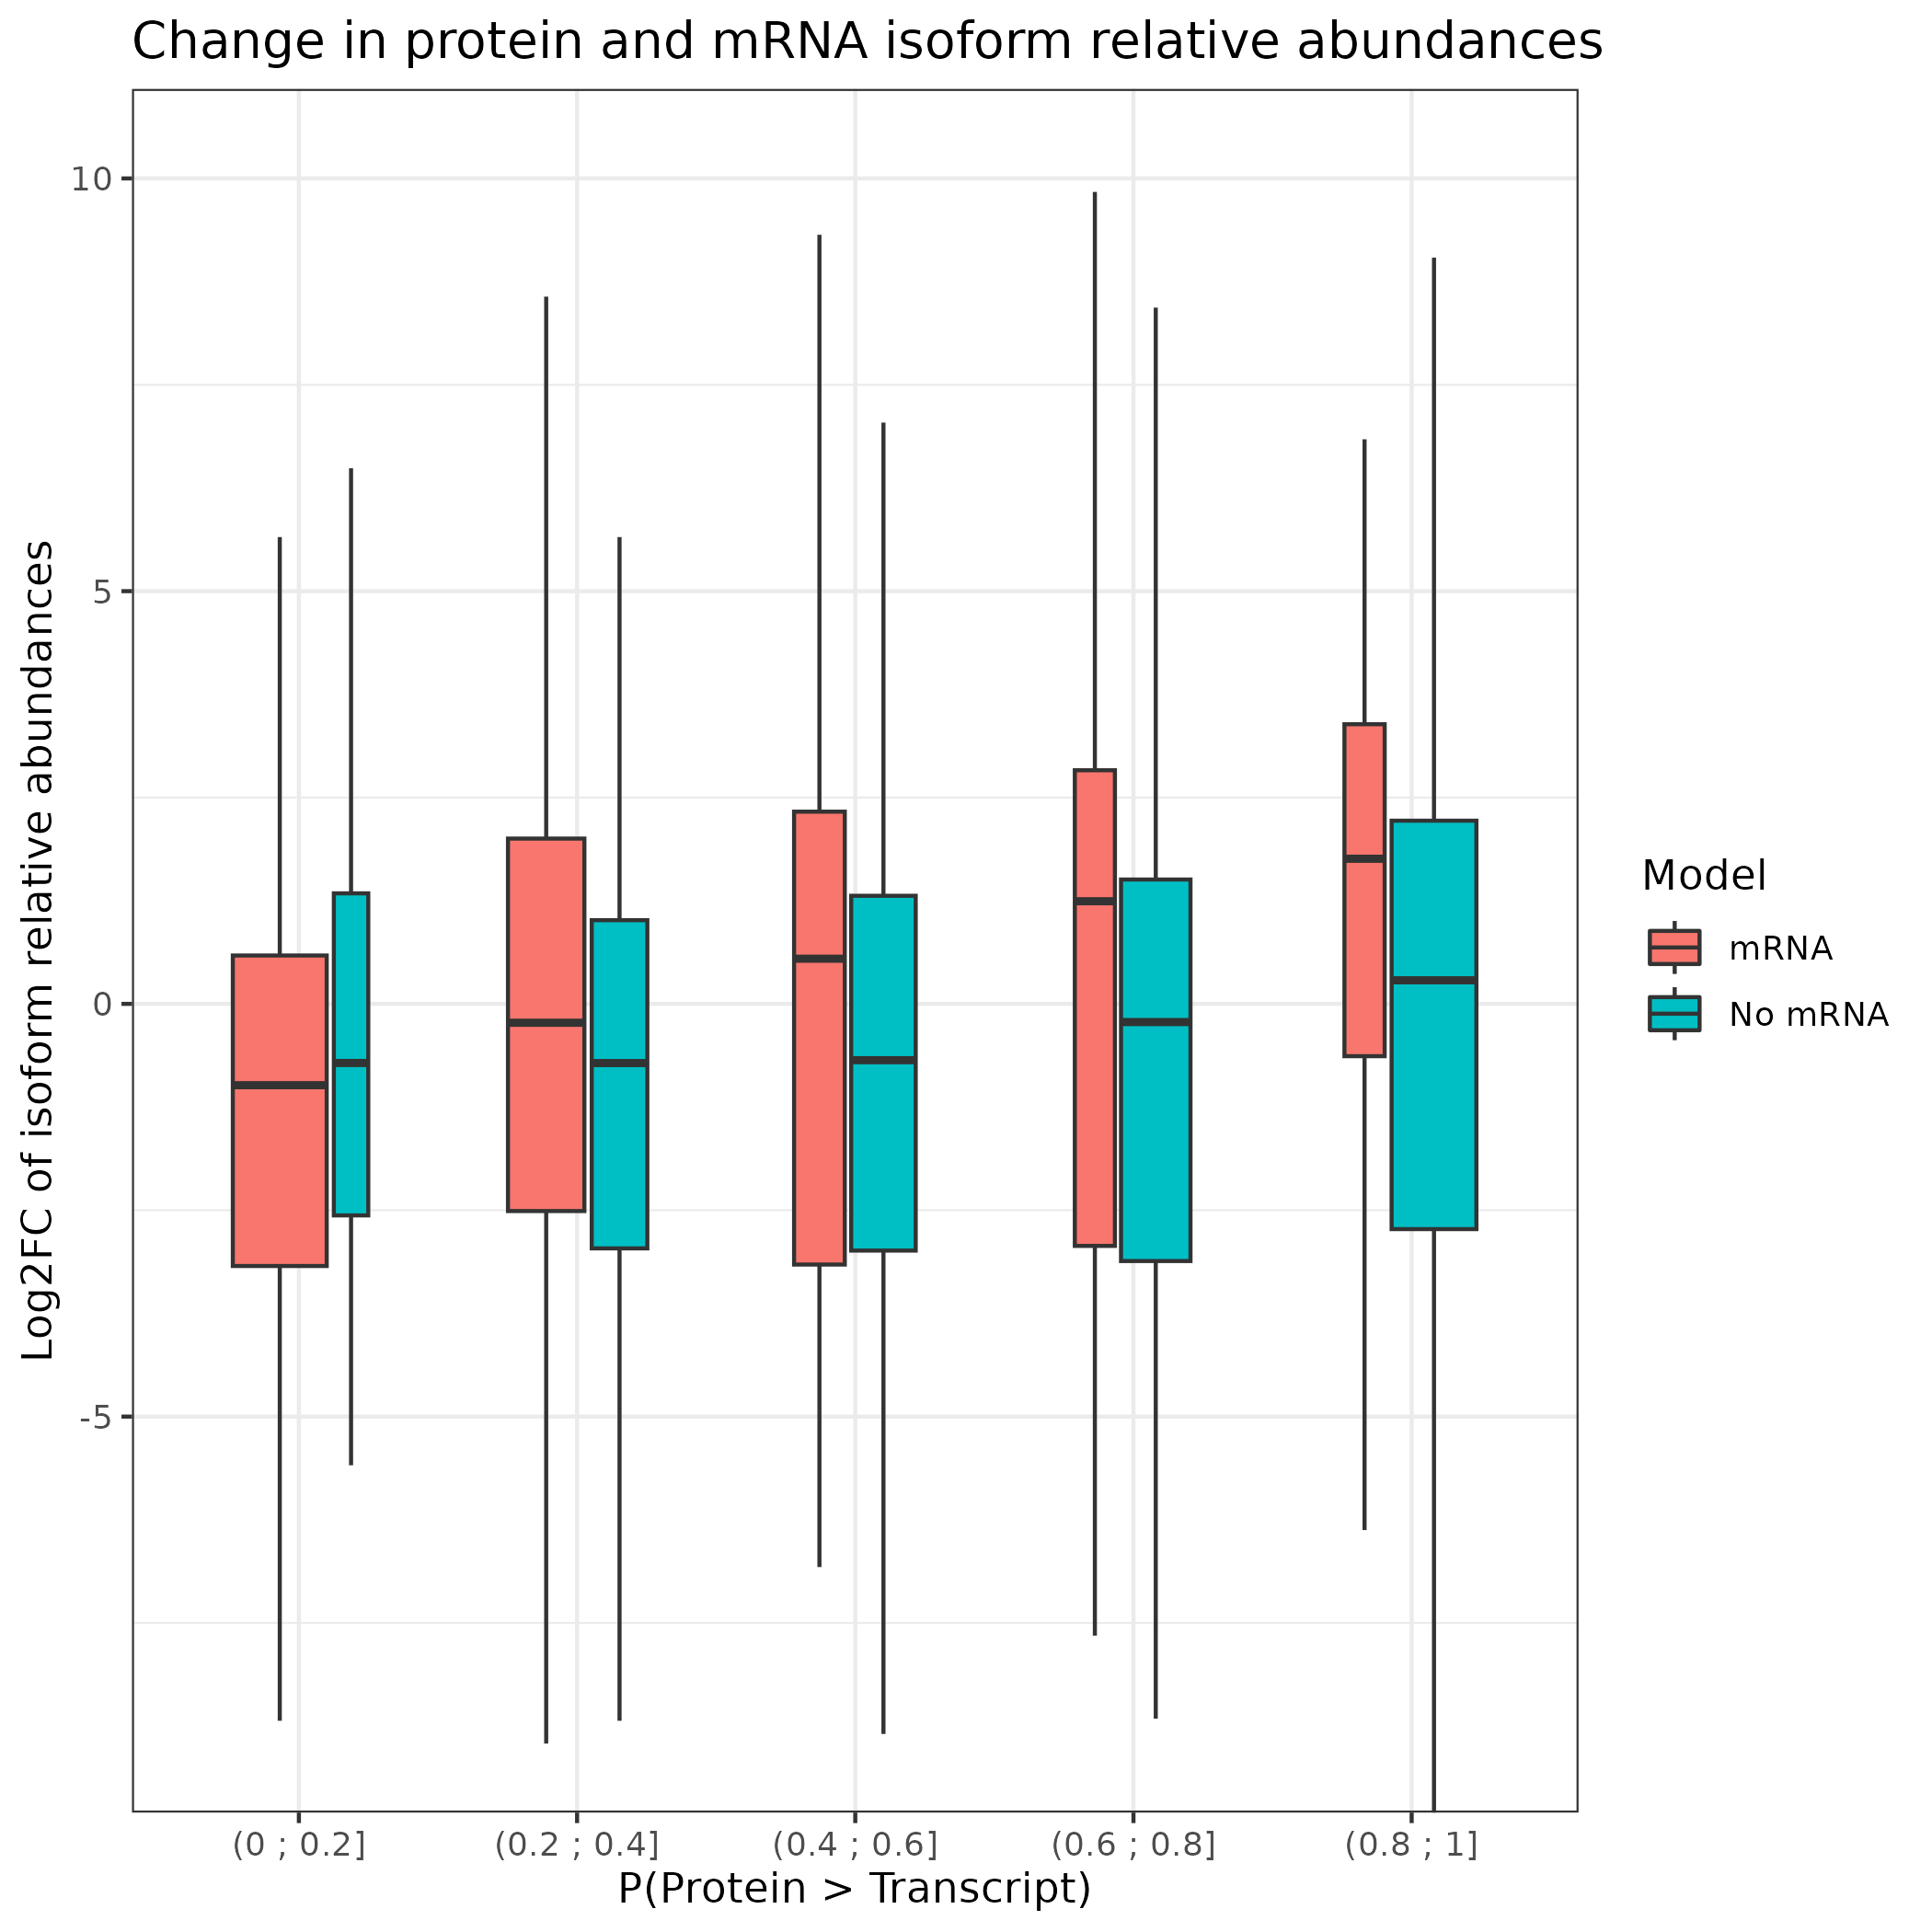 Change in protein and mRNA isoform relative abundances
Log2FC of isoform relative abundances
10
5
0
-5
(0 ; 0.2]
(0.2 ; 0.4]
(0.4 ; 0.6]
(0.6 ; 0.8]
(0.8 ; 1]
P(Protein > Transcript)
Model
mRNA
No mRNA